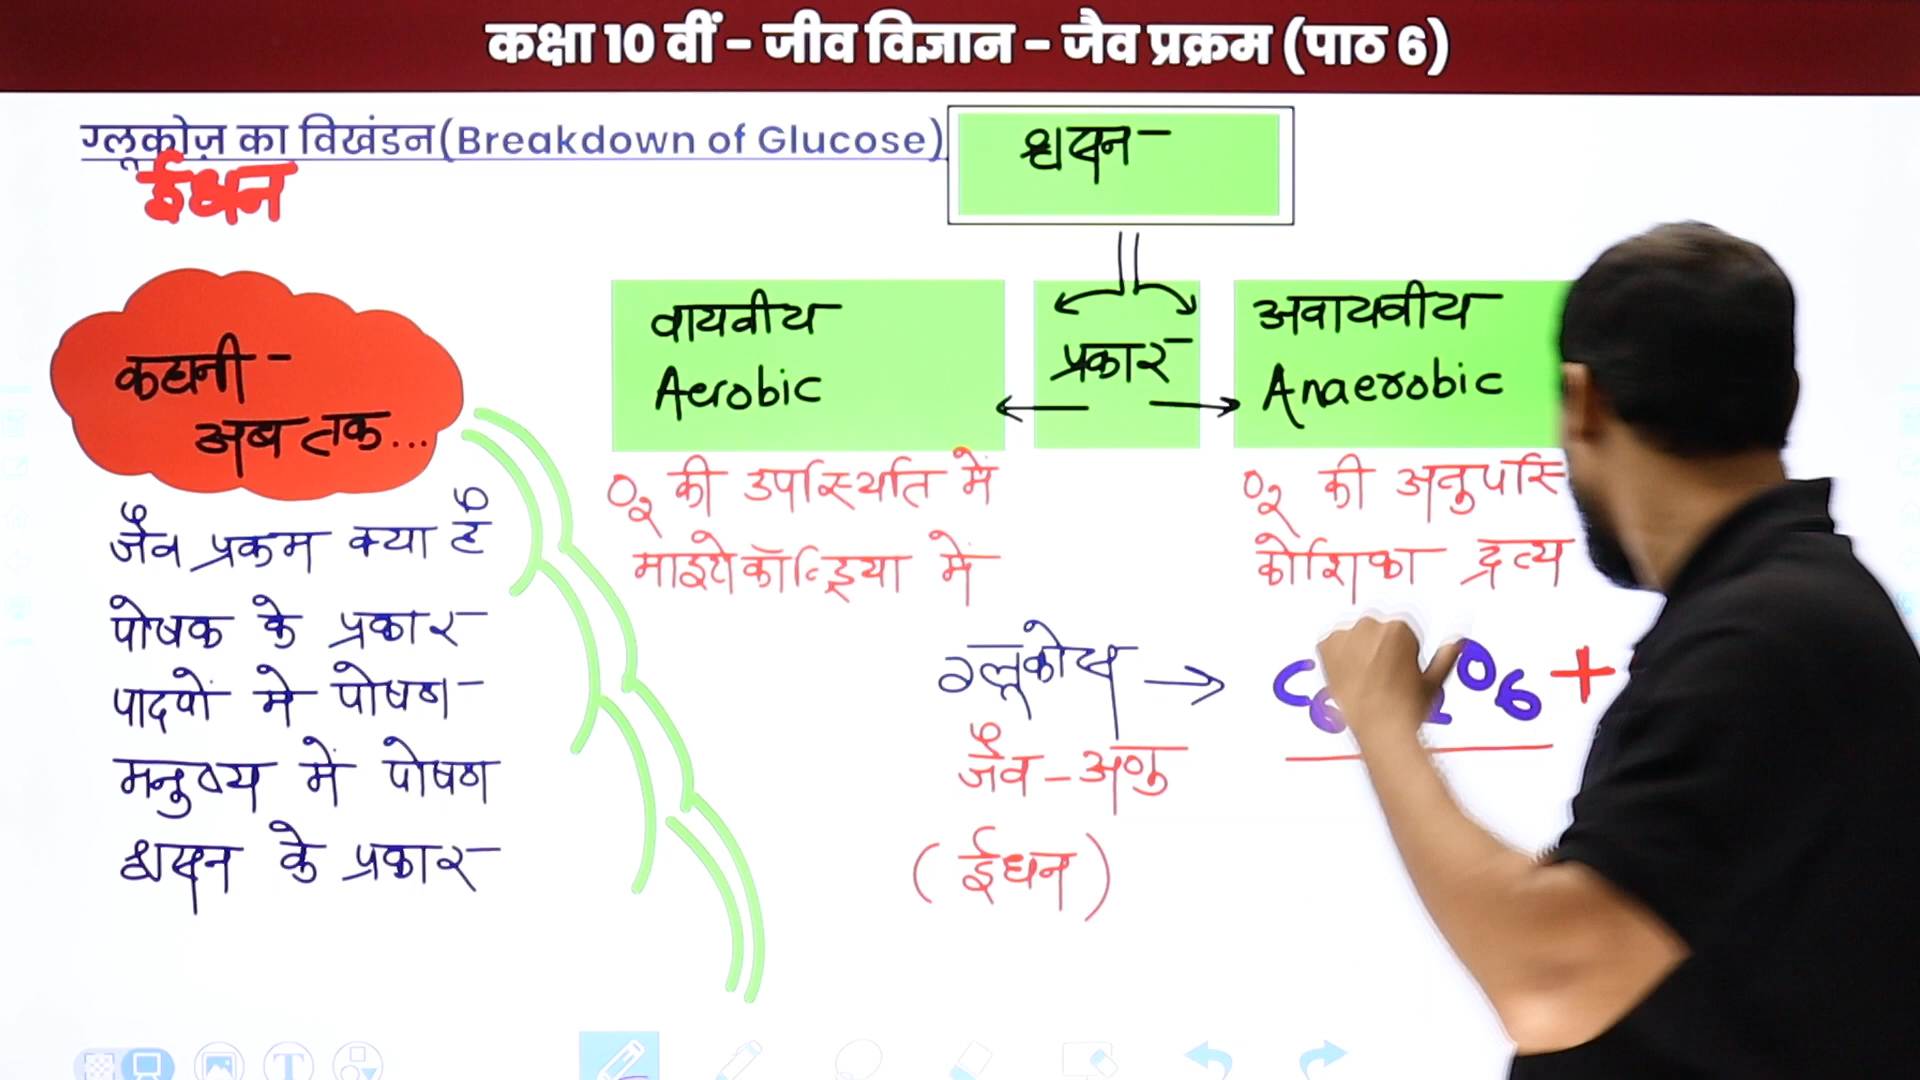 कक्षा 10 वीं - जीव विज्ञान - जैव प्रक्रम (पाठ 6)
ग्लूकोज़ का विखंडन(Breakdown of Glucose)
ईंधन
श्वसन
कहानी -
अब तक...
जैव प्रक्रम क्या है
पोषक के प्रकार
पादपों में पोषण
मनुष्य में पोषण
श्वसन के प्रकार
वायवीय
Aerobic
प्रकार
अवायवीय
Anaerobic
O₂ की उपस्थिति में
माइटोकॉन्ड्रिया में
O₂ की
कोशिका द्रव्य
ग्लूकोज →
O6 +
जैव - अणु
(ईंधन)